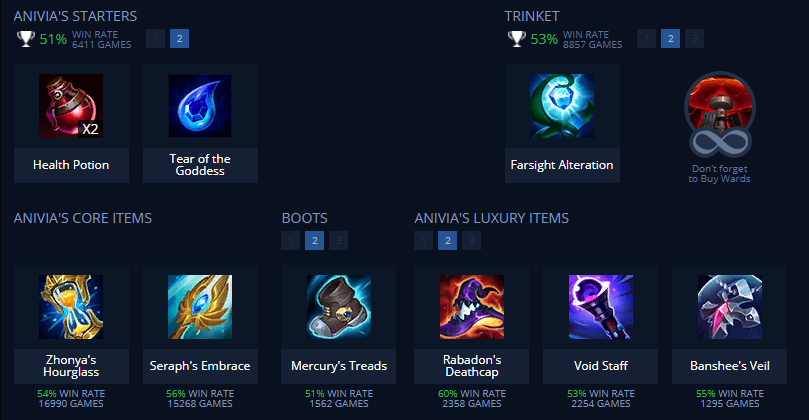 ANIVIA'S STARTERS
51% WIN RATE
6411 GAMES
1 2
TRINKET
53% WIN RATE
8857 GAMES
1 2 3
X2
Health Potion
Tear of the
Goddess
Farsight Alteration
Don't forget
to Buy Wards
ANIVIA'S CORE ITEMS
BOOTS
1 2 3
ANIVIA'S LUXURY ITEMS
1 2 3
Zhonya's
Hourglass
54% WIN RATE
16990 GAMES
Seraph's Embrace
56% WIN RATE
15268 GAMES
Mercury's Treads
51% WIN RATE
1562 GAMES
Rabadon's
Deathcap
60% WIN RATE
2358 GAMES
Void Staff
53% WIN RATE
2254 GAMES
Banshee's Veil
55% WIN RATE
1295 GAMES